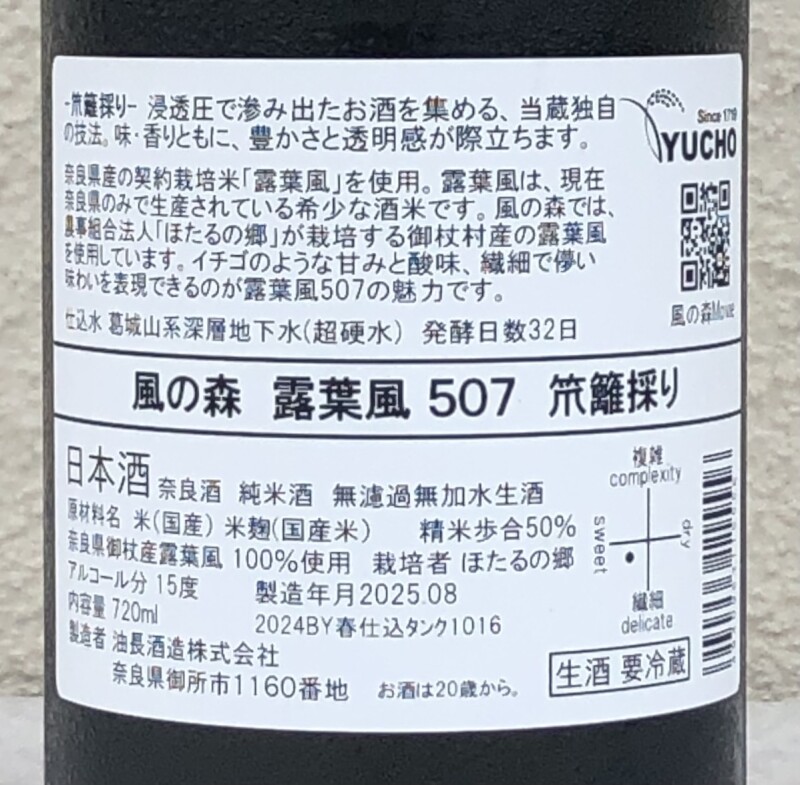 -笊籬採り- 浸透圧で滲み出たお酒を集める、当蔵独自
の技法。味・香りともに、豊かさと透明感が際立ちます。
Since 1719
YUCHO
奈良県産の契約栽培米「露葉風」を使用。露葉風は、現在
奈良県のみで生産されている希少な酒米です。風の森では、
農事組合法人「ほたるの郷」が栽培する御杖村産の露葉風
を使用しています。イチゴのような甘みと酸味、繊細で儚い
味わいを表現できるのが露葉風507の魅力です。
風の森Movie
仕込水 葛城山系深層地下水(超硬水) 発酵日数32日
風の森 露葉風 507 笊籬採り
日本酒 奈良酒 純米酒 無濾過無加水生酒
原材料名 米(国産) 米麹(国産米) 精米歩合50%
奈良県御杖産露葉風 100%使用 栽培者 ほたるの郷
アルコール分 15度
製造年月2025.08
内容量 720ml
2024BY春仕込タンク1016
製造者 油長酒造株式会社
奈良県御所市1160番地
お酒は20歳から。
複雑
complexity
sweet
dry
繊細
delicate
生酒 要冷蔵